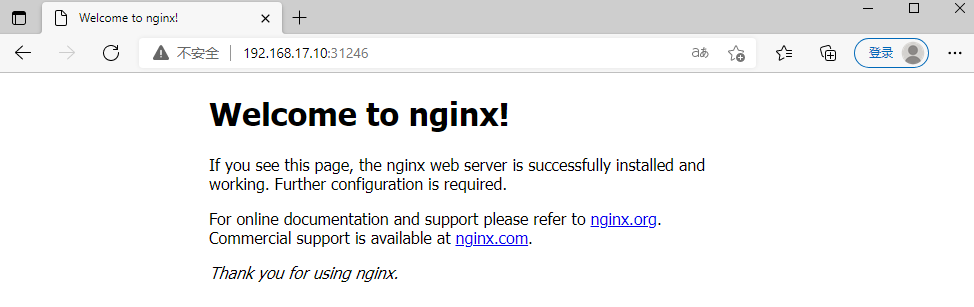 Welcome to nginx!
不安全 192.168.17.10:31246 aあ 登录
Welcome to nginx!
If you see this page, the nginx web server is successfully installed and
working. Further configuration is required.
For online documentation and support please refer to nginx.org.
Commercial support is available at nginx.com.
Thank you for using nginx.